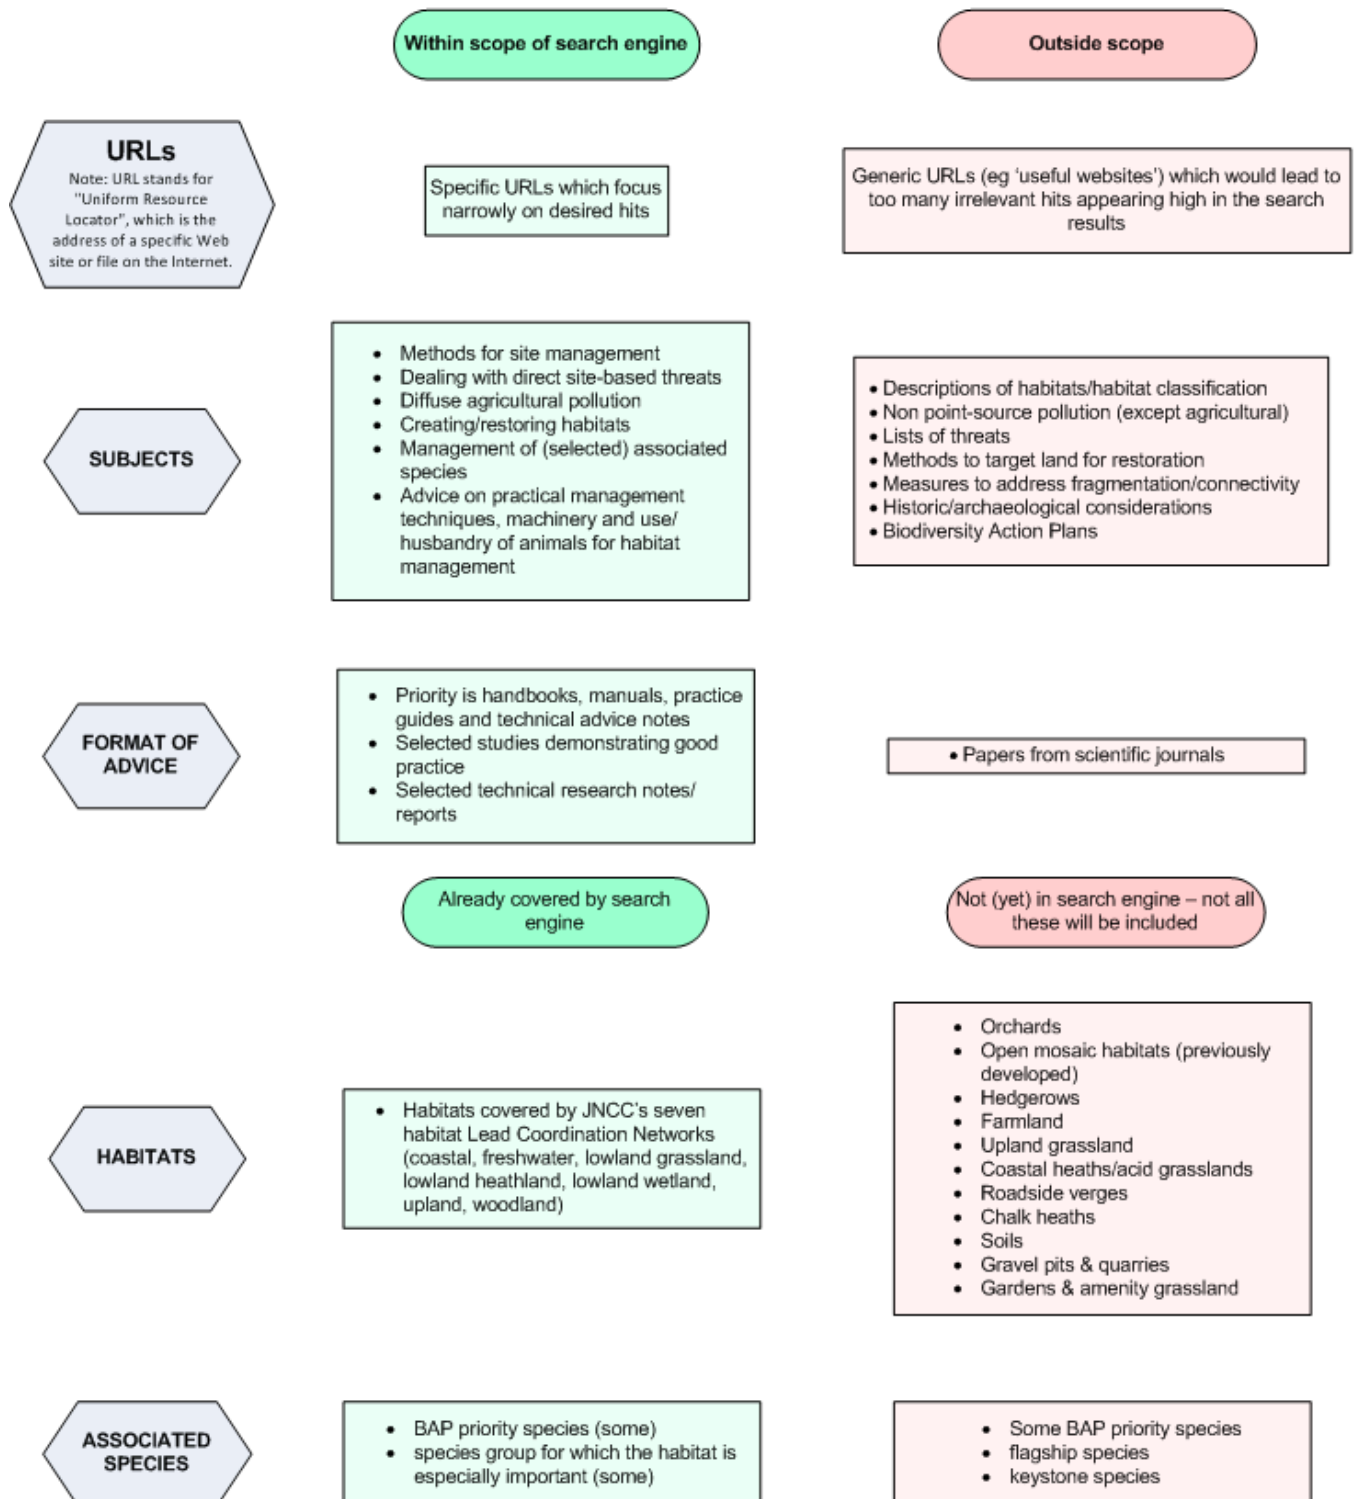 Within scope of search engine
Outside scope
URLs
Note: URL stands for
"Uniform Resource
Locator", which is the
address of a specific Web
site or file on the Internet.
Specific URLs which focus
narrowly on desired hits
Generic URLs (eg ‘useful websites’) which would lead to
too many irrelevant hits appearing high in the search
results
SUBJECTS
• Methods for site management
• Dealing with direct site-based threats
• Diffuse agricultural pollution
• Creating/restoring habitats
• Management of (selected) associated
species
• Advice on practical management
techniques, machinery and use/
husbandry of animals for habitat
management
• Descriptions of habitats/habitat classification
• Non point-source pollution (except agricultural)
• Lists of threats
• Methods to target land for restoration
• Measures to address fragmentation/connectivity
• Historic/archaeological considerations
• Biodiversity Action Plans
FORMAT OF
ADVICE
• Priority is handbooks, manuals, practice
guides and technical advice notes
• Selected studies demonstrating good
practice
• Selected technical research notes/
reports
• Papers from scientific journals
Already covered by search
engine
Not (yet) in search engine – not all
these will be included
HABITATS
• Habitats covered by JNCC’s seven
habitat Lead Coordination Networks
(coastal, freshwater, lowland grassland,
lowland heathland, lowland wetland,
upland, woodland)
• Orchards
• Open mosaic habitats (previously
developed)
• Hedgerows
• Farmland
• Upland grassland
• Coastal heaths/acid grasslands
• Roadside verges
• Chalk heaths
• Soils
• Gravel pits & quarries
• Gardens & amenity grassland
ASSOCIATED
SPECIES
• BAP priority species (some)
• species group for which the habitat is
especially important (some)
• Some BAP priority species
• flagship species
• keystone species